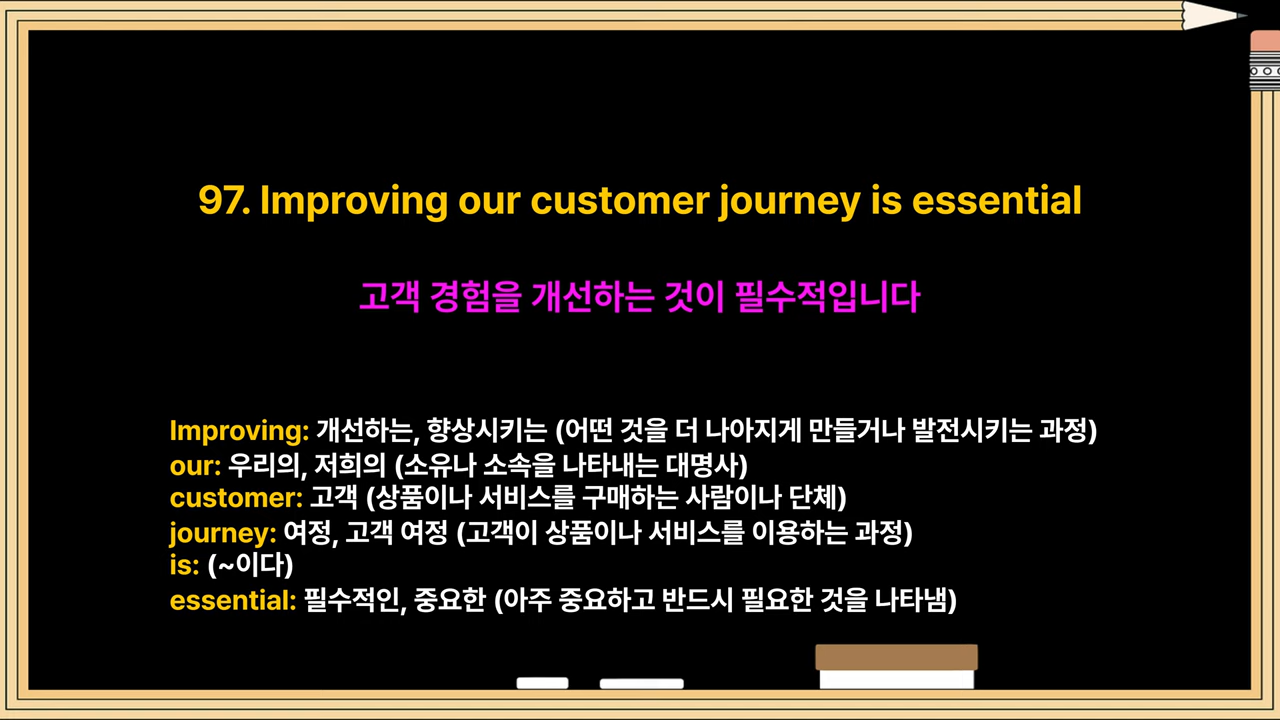 97. Improving our customer journey is essential
고객 경험을 개선하는 것이 필수적입니다
Improving: 개선하는, 향상시키는 (어떤 것을 더 나아지게 만들거나 발전시키는 과정)
our: 우리의, 저희의 (소유나 소속을 나타내는 대명사)
customer: 고객 (상품이나 서비스를 구매하는 사람이나 단체)
journey: 여정, 고객 여정 (고객이 상품이나 서비스를 이용하는 과정)
is: (~이다)
essential: 필수적인, 중요한 (아주 중요하고 반드시 필요한 것을 나타냄)